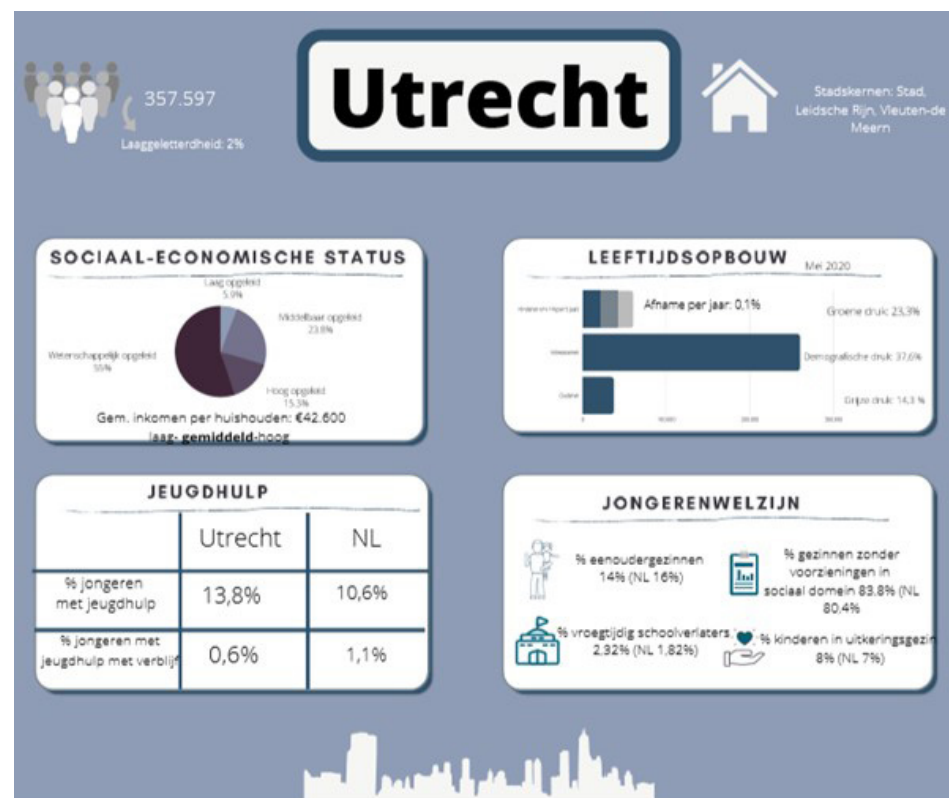 Utrecht
357.597
Laaggeletterdheid: 2%
Stadskernen: Stad,
Leidsche Rijn, Vleuten-de
Meern
SOCIAAL-ECONOMISCHE STATUS
Laag opgeleid
5.9%
Middelbaar opgeleid
23.8%
Wetenschappelijk opgeleid
55%
Hoog opgeleid
15.3%
Gem. inkomen per huishouden: €42.600
laag- gemiddeld-hoog
LEEFTIJDSOPBOUW
Mei 2020
Afname per jaar: 0,1%
Groene druk: 23,3%
Demografische druk: 37,6%
Grijze druk: 14,3 %
0
JEUGDHULP
Utrecht
NL
% jongeren
met jeugdhulp
13,8%
10,6%
% jongeren met
jeugdhulp met verblijf
0,6%
1,1%
JONGERENWELZIJN
% eenoudergezinnen
14% (NL 16%)
% gezinnen zonder
voorzieningen in
sociaal domein 83.8% (NL
80,4%
% vroegtijdig schoolverlaters
2,32% (NL 1,82%)
% kinderen in uitkeringsgezin
8% (NL 7%)